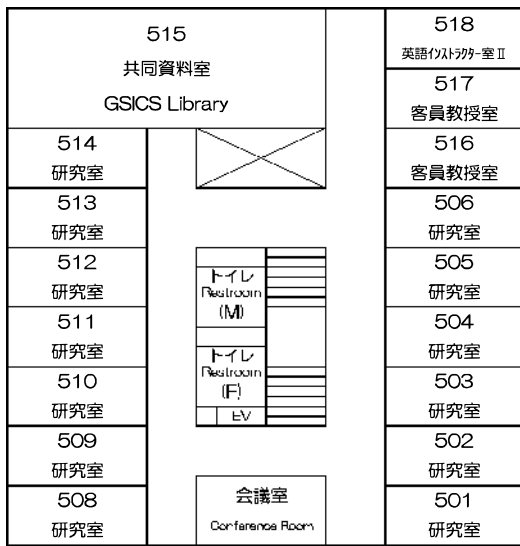 515
共同資料室
GSICS Library
518
英語インストラクター室Ⅱ
517
客員教授室
514
研究室
516
客員教授室
513
研究室
506
研究室
512
研究室
トイレ
Restroom
(M)
505
研究室
511
研究室
504
研究室
510
研究室
トイレ
Restroom
(F)
EV
503
研究室
509
研究室
502
研究室
508
研究室
会議室
Conference Room
501
研究室